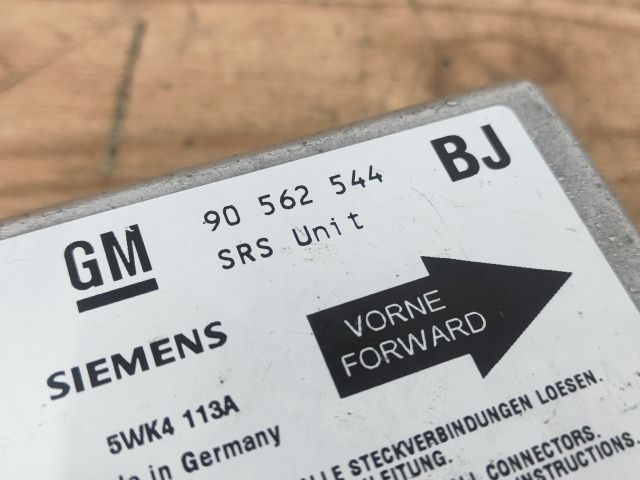 BJ
90 562 544
GM
SRS Unit
VORNE
FORWARD
SIEMENS
5WK4 113A
in Germany
STECKVERBINDUNGEN LOESEN.
CONNECTORS.
INSTRUCTIONS.